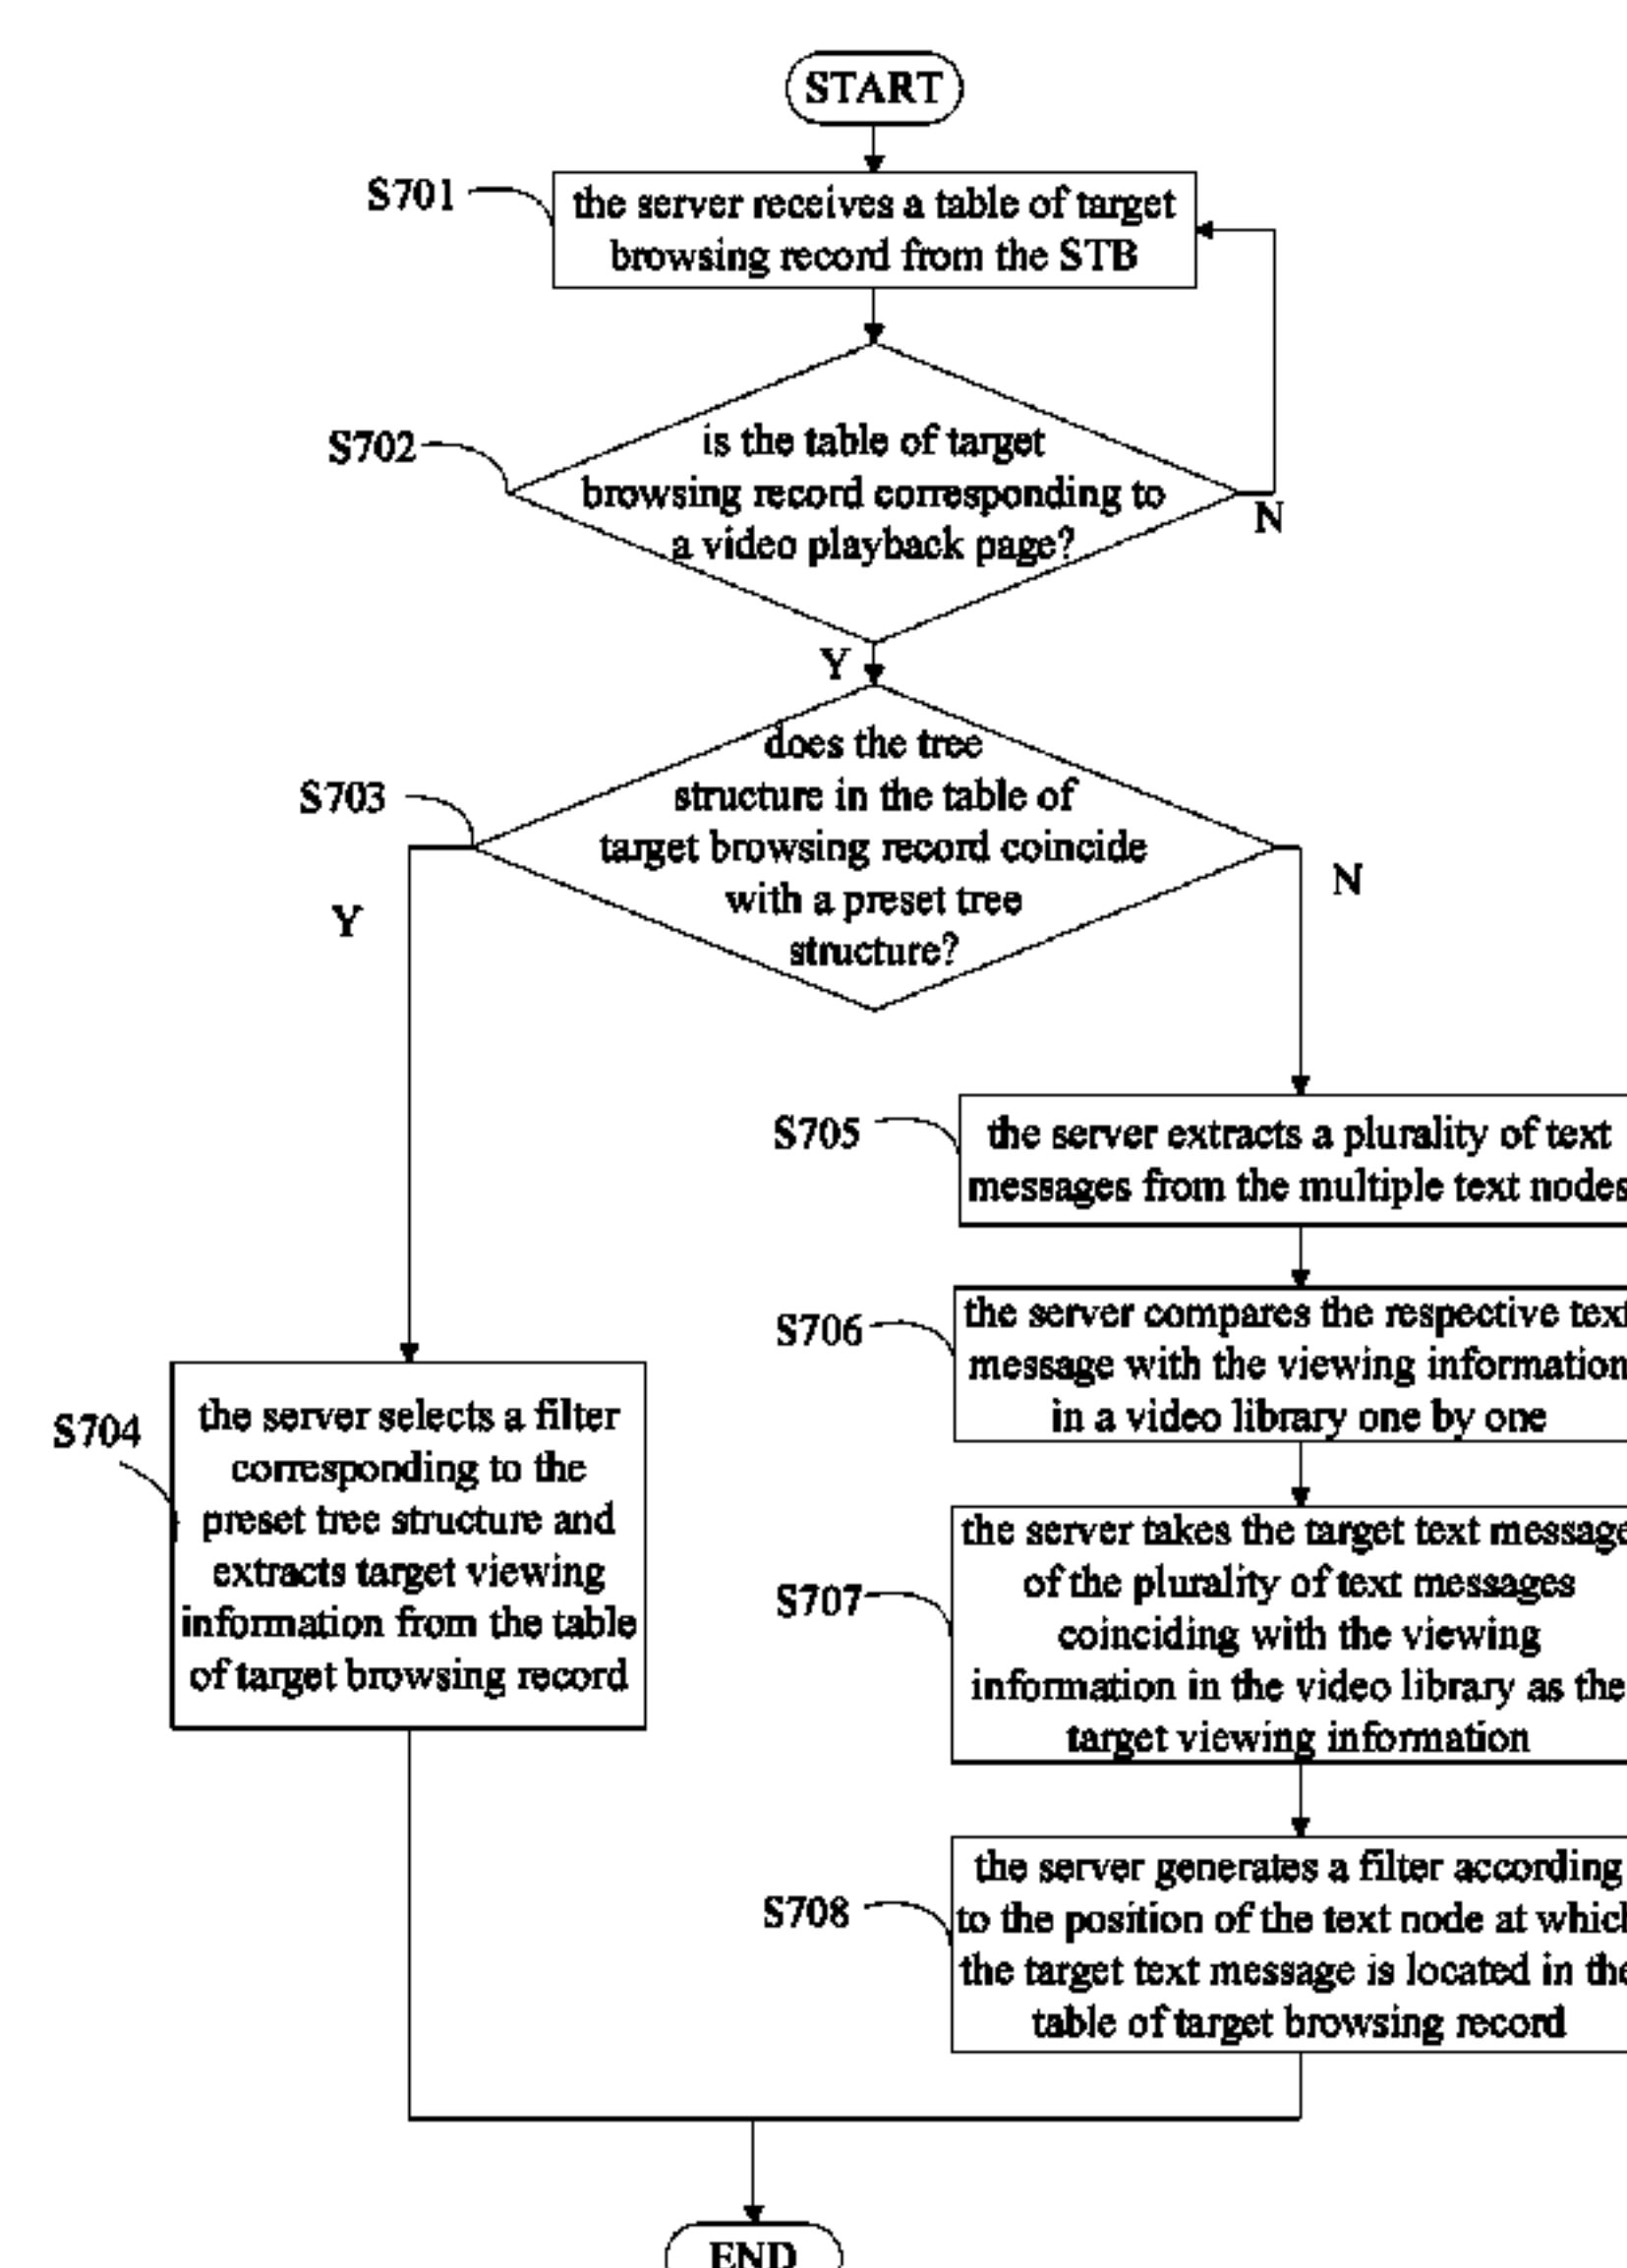 START
S701
the server receives a table of target
browsing record from the STB
S702
is the table of target
browsing record corresponding to
a video playback page?
N
Y
S703
does the tree
structure in the table of
target browsing record coincide
with a preset tree
structure?
Y
N
S705
the server extracts a plurality of text
messages from the multiple text nodes
S706
the server compares the respective text
message with the viewing information
in a video library one by one
S704
the server selects a filter
corresponding to the
preset tree structure and
extracts target viewing
information from the table
of target browsing record
S707
the server takes the target text message
of the plurality of text messages
coinciding with the viewing
information in the video library as the
target viewing information
S708
the server generates a filter according
to the position of the text node at which
the target text message is located in the
table of target browsing record
END